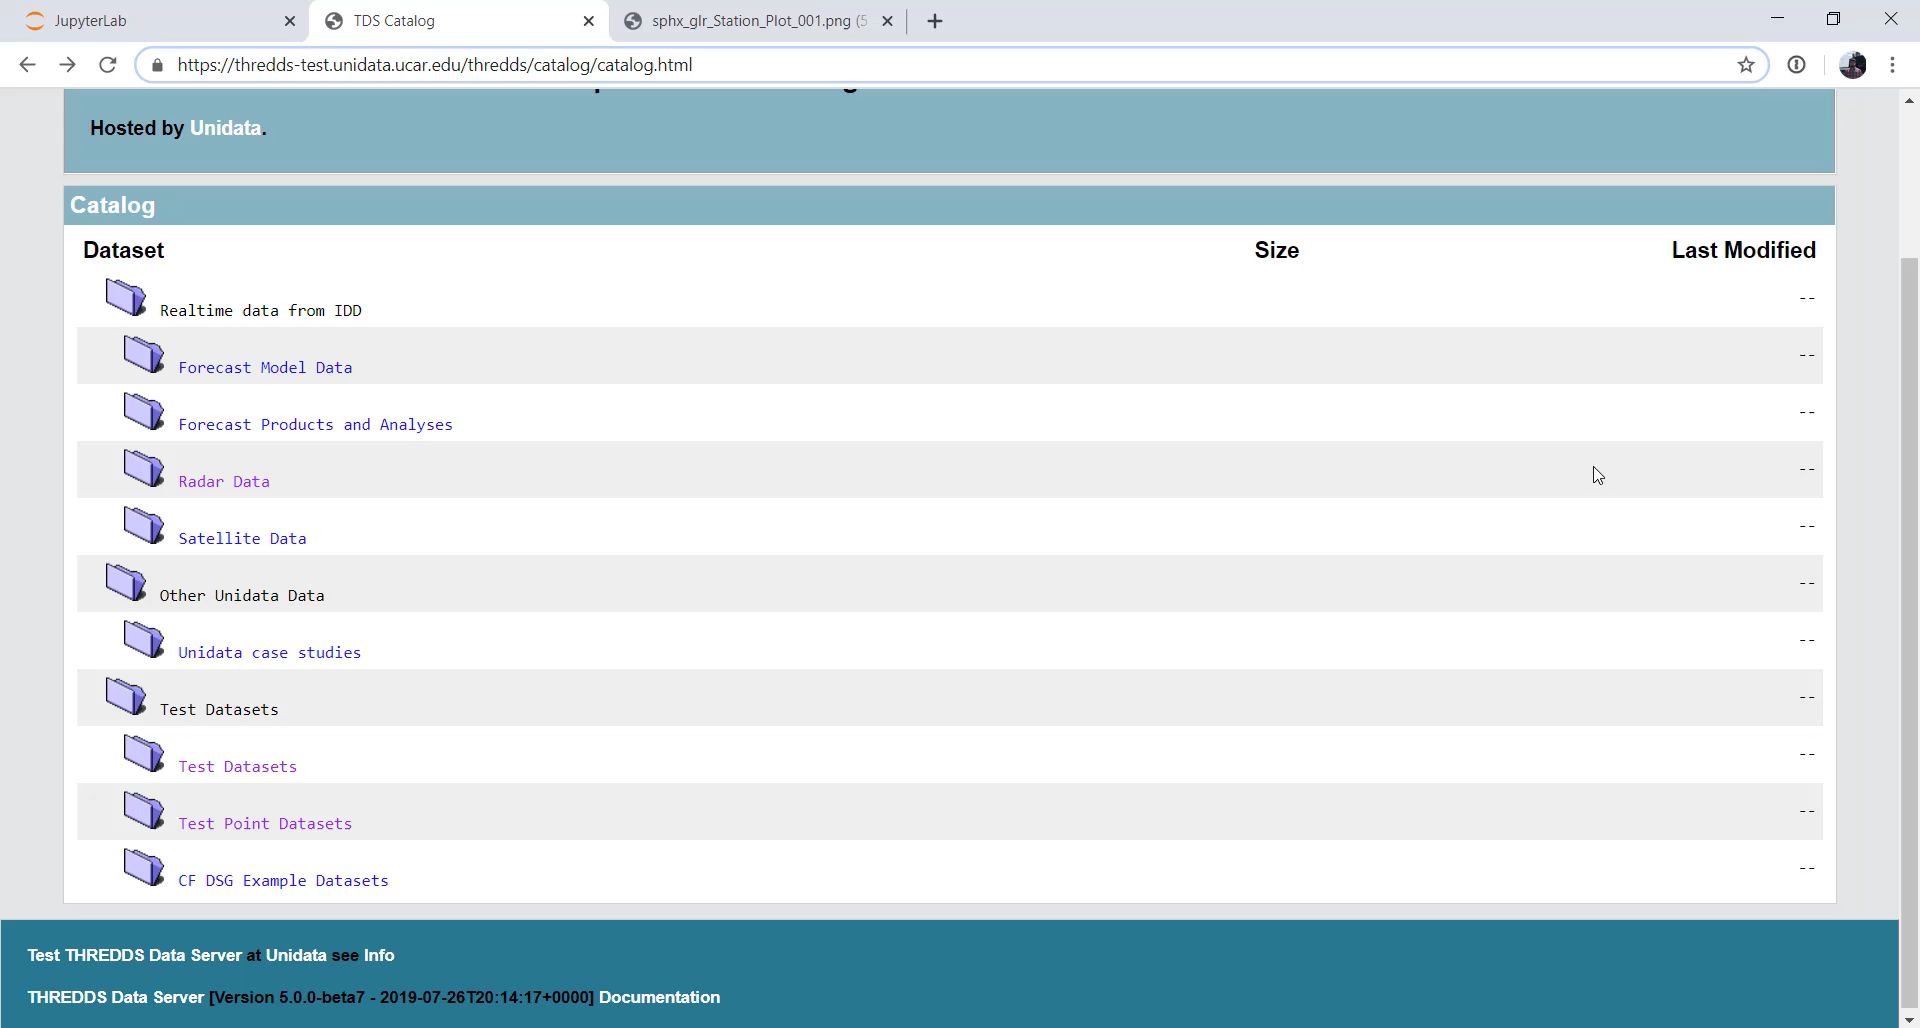 JupyterLab
TDS Catalog
sphx_glr_Station_Plot_001.png (5
https://thredds-test.unidata.ucar.edu/thredds/catalog/catalog.html
Hosted by Unidata.
Catalog
Dataset Size Last Modified
Realtime data from IDD --
Forecast Model Data --
Forecast Products and Analyses --
Radar Data --
Satellite Data --
Other Unidata Data --
Unidata case studies --
Test Datasets --
Test Datasets --
Test Point Datasets --
CF DSG Example Datasets --
Test THREDDS Data Server at Unidata see Info
THREDDS Data Server [Version 5.0.0-beta7 - 2019-07-26T20:14:17+0000] Documentation